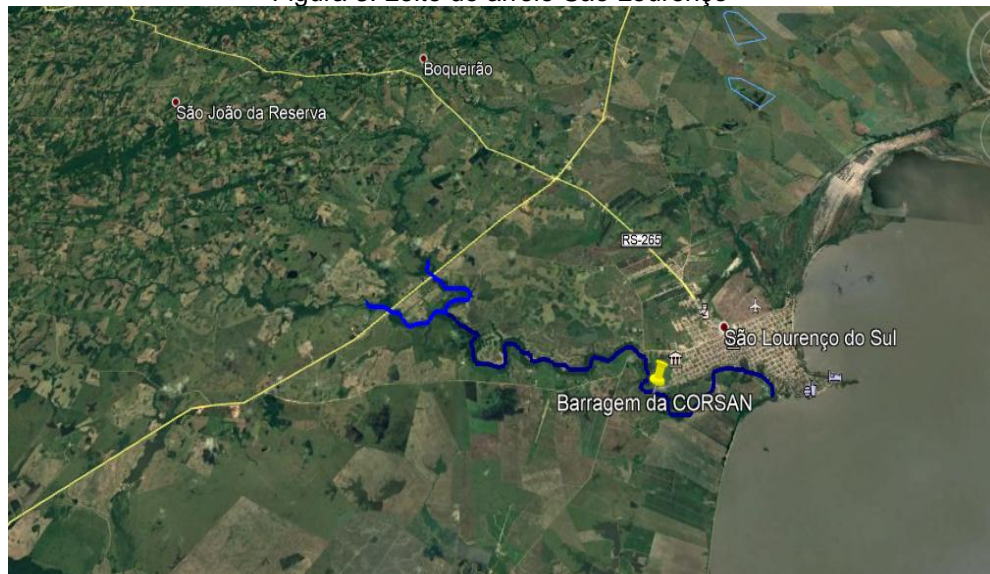 Boqueirão
São João da Reserva
RS-265
São Lourenço do Sul
Barragem da CORSAN